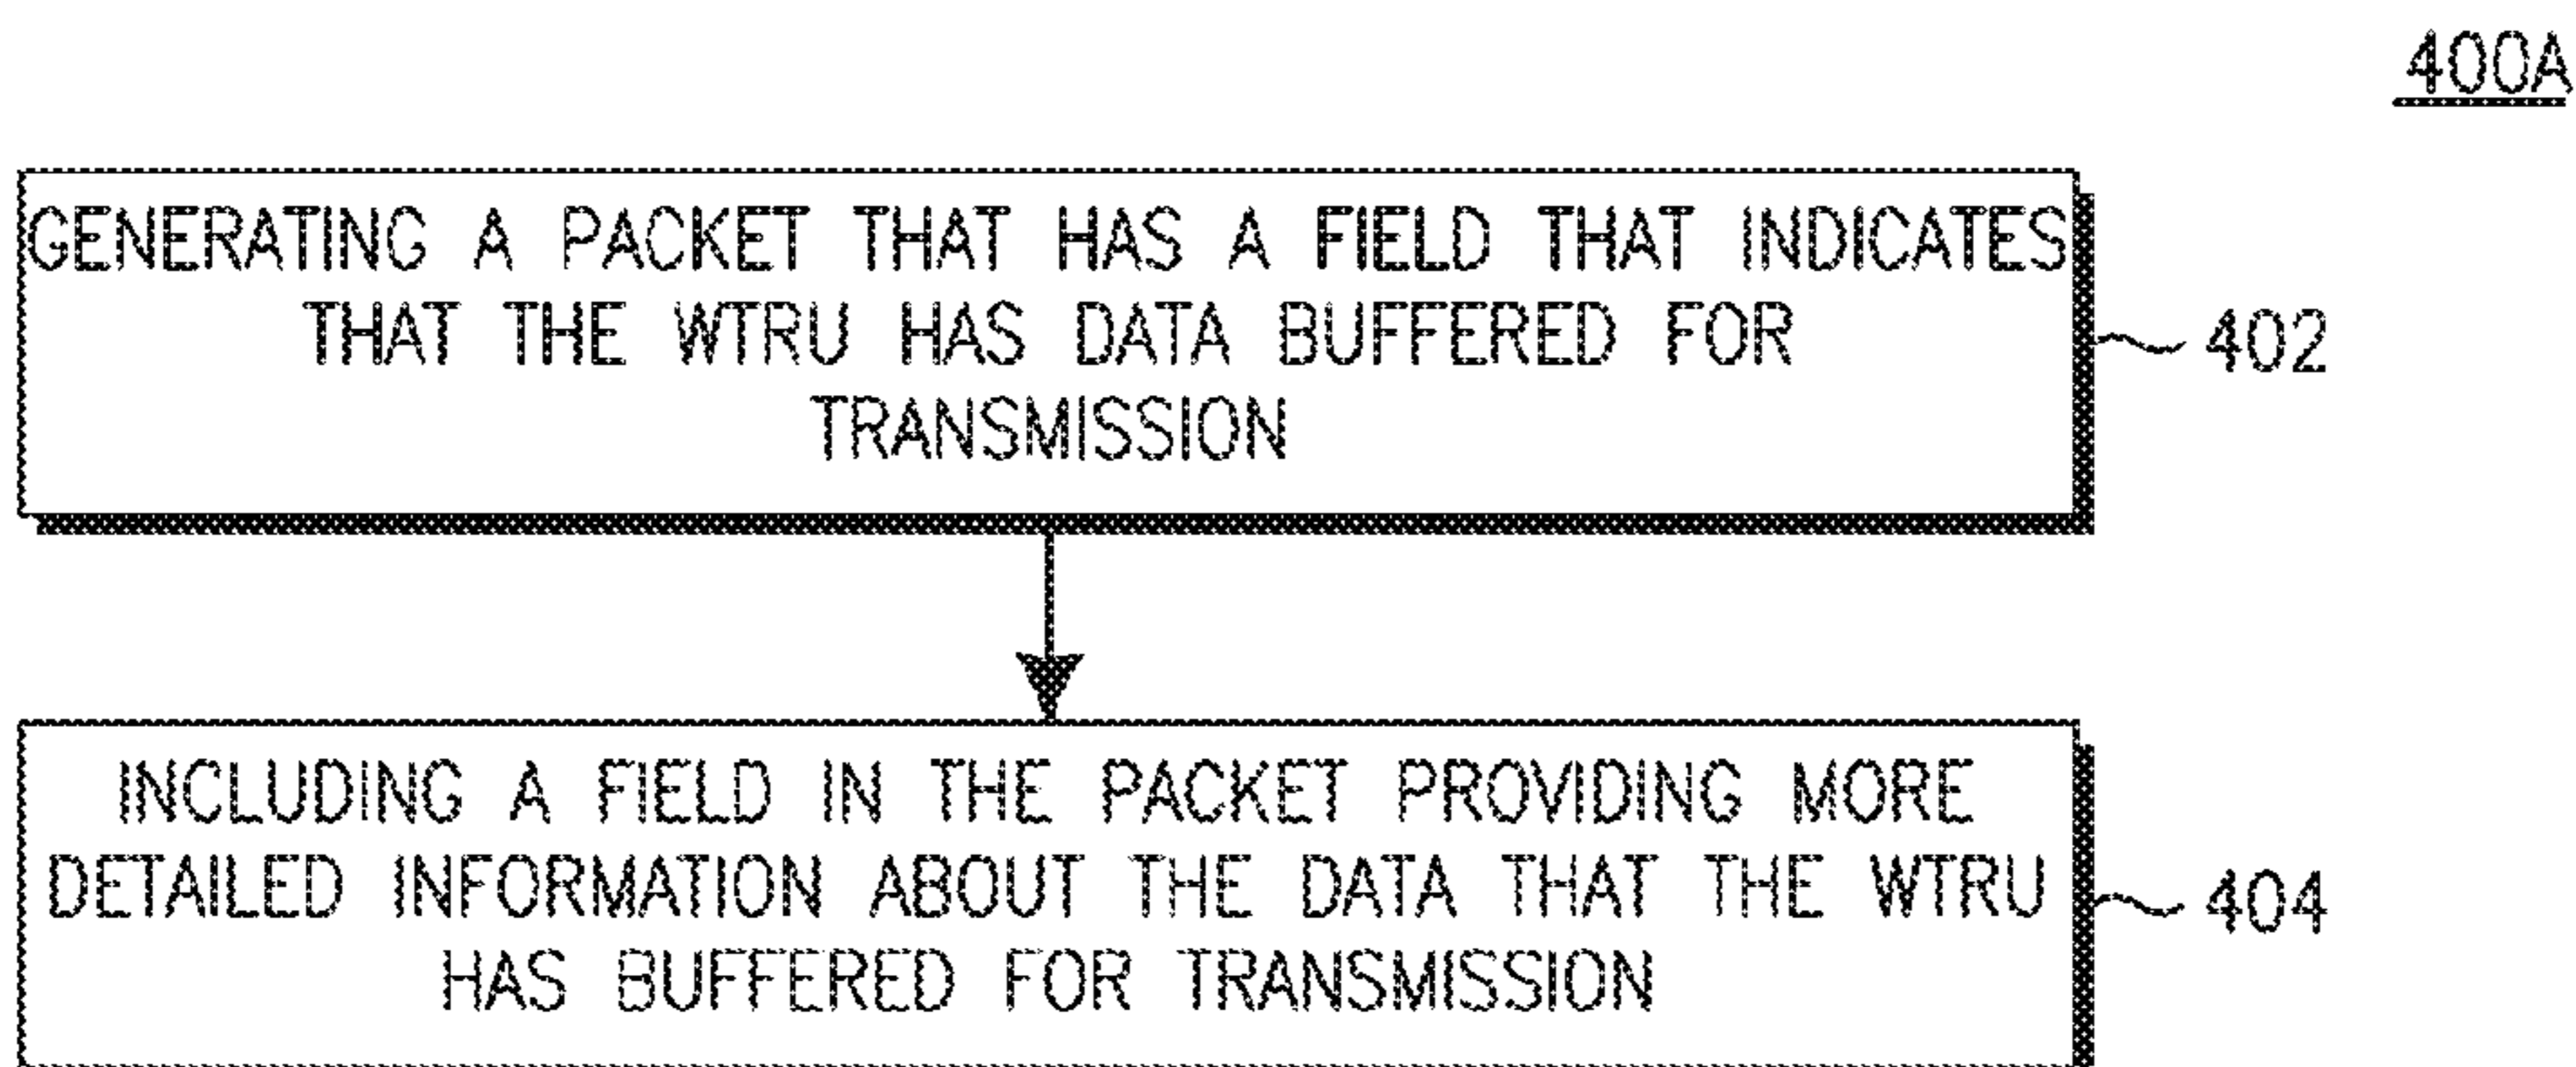 400A
GENERATING A PACKET THAT HAS A FIELD THAT INDICATES
THAT THE WTRU HAS DATA BUFFERED FOR
TRANSMISSION
402
INCLUDING A FIELD IN THE PACKET PROVIDING MORE
DETAILED INFORMATION ABOUT THE DATA THAT THE WTRU
HAS BUFFERED FOR TRANSMISSION
404